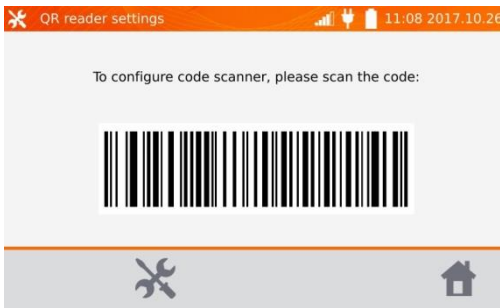 QR reader settings 11:08 2017.10.26
To configure code scanner, please scan the code: